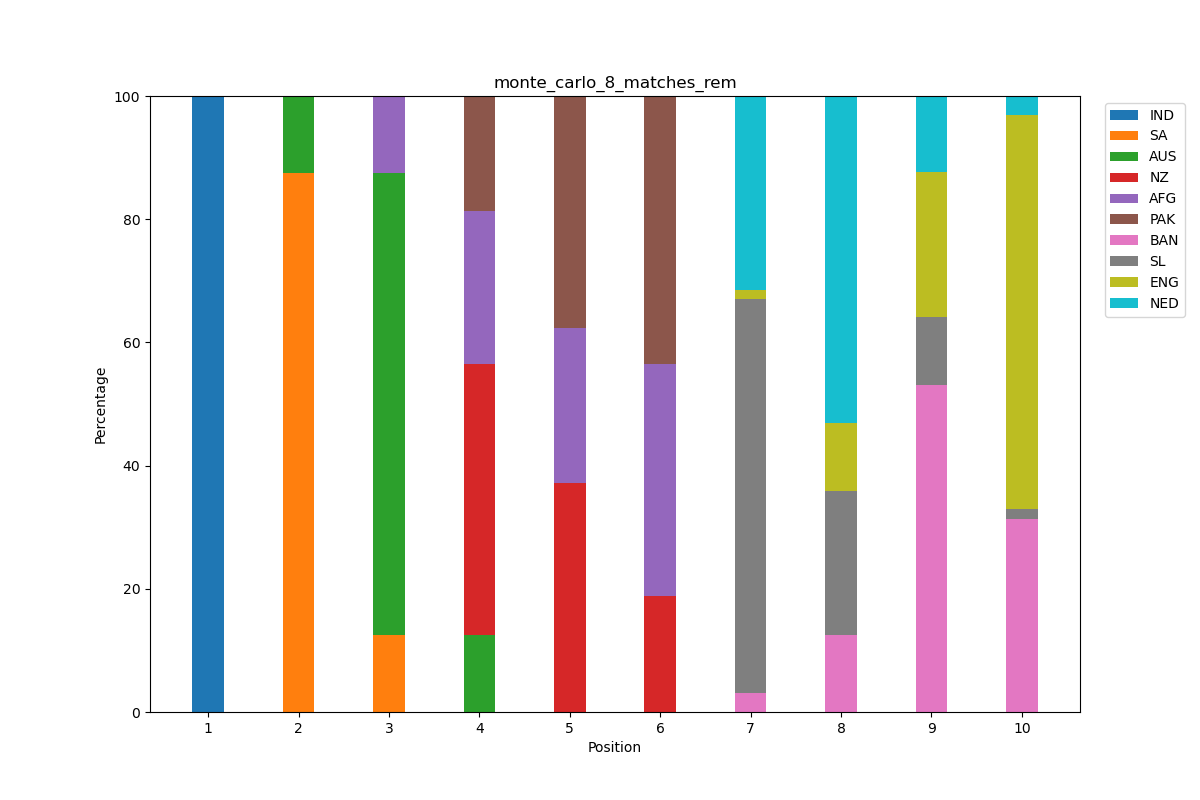 monte_carlo_8_matches_rem
100
80
60
40
20
0
Percentage
1 2 3 4 5 6 7 8 9 10
Position
IND
SA
AUS
NZ
AFG
PAK
BAN
SL
ENG
NED